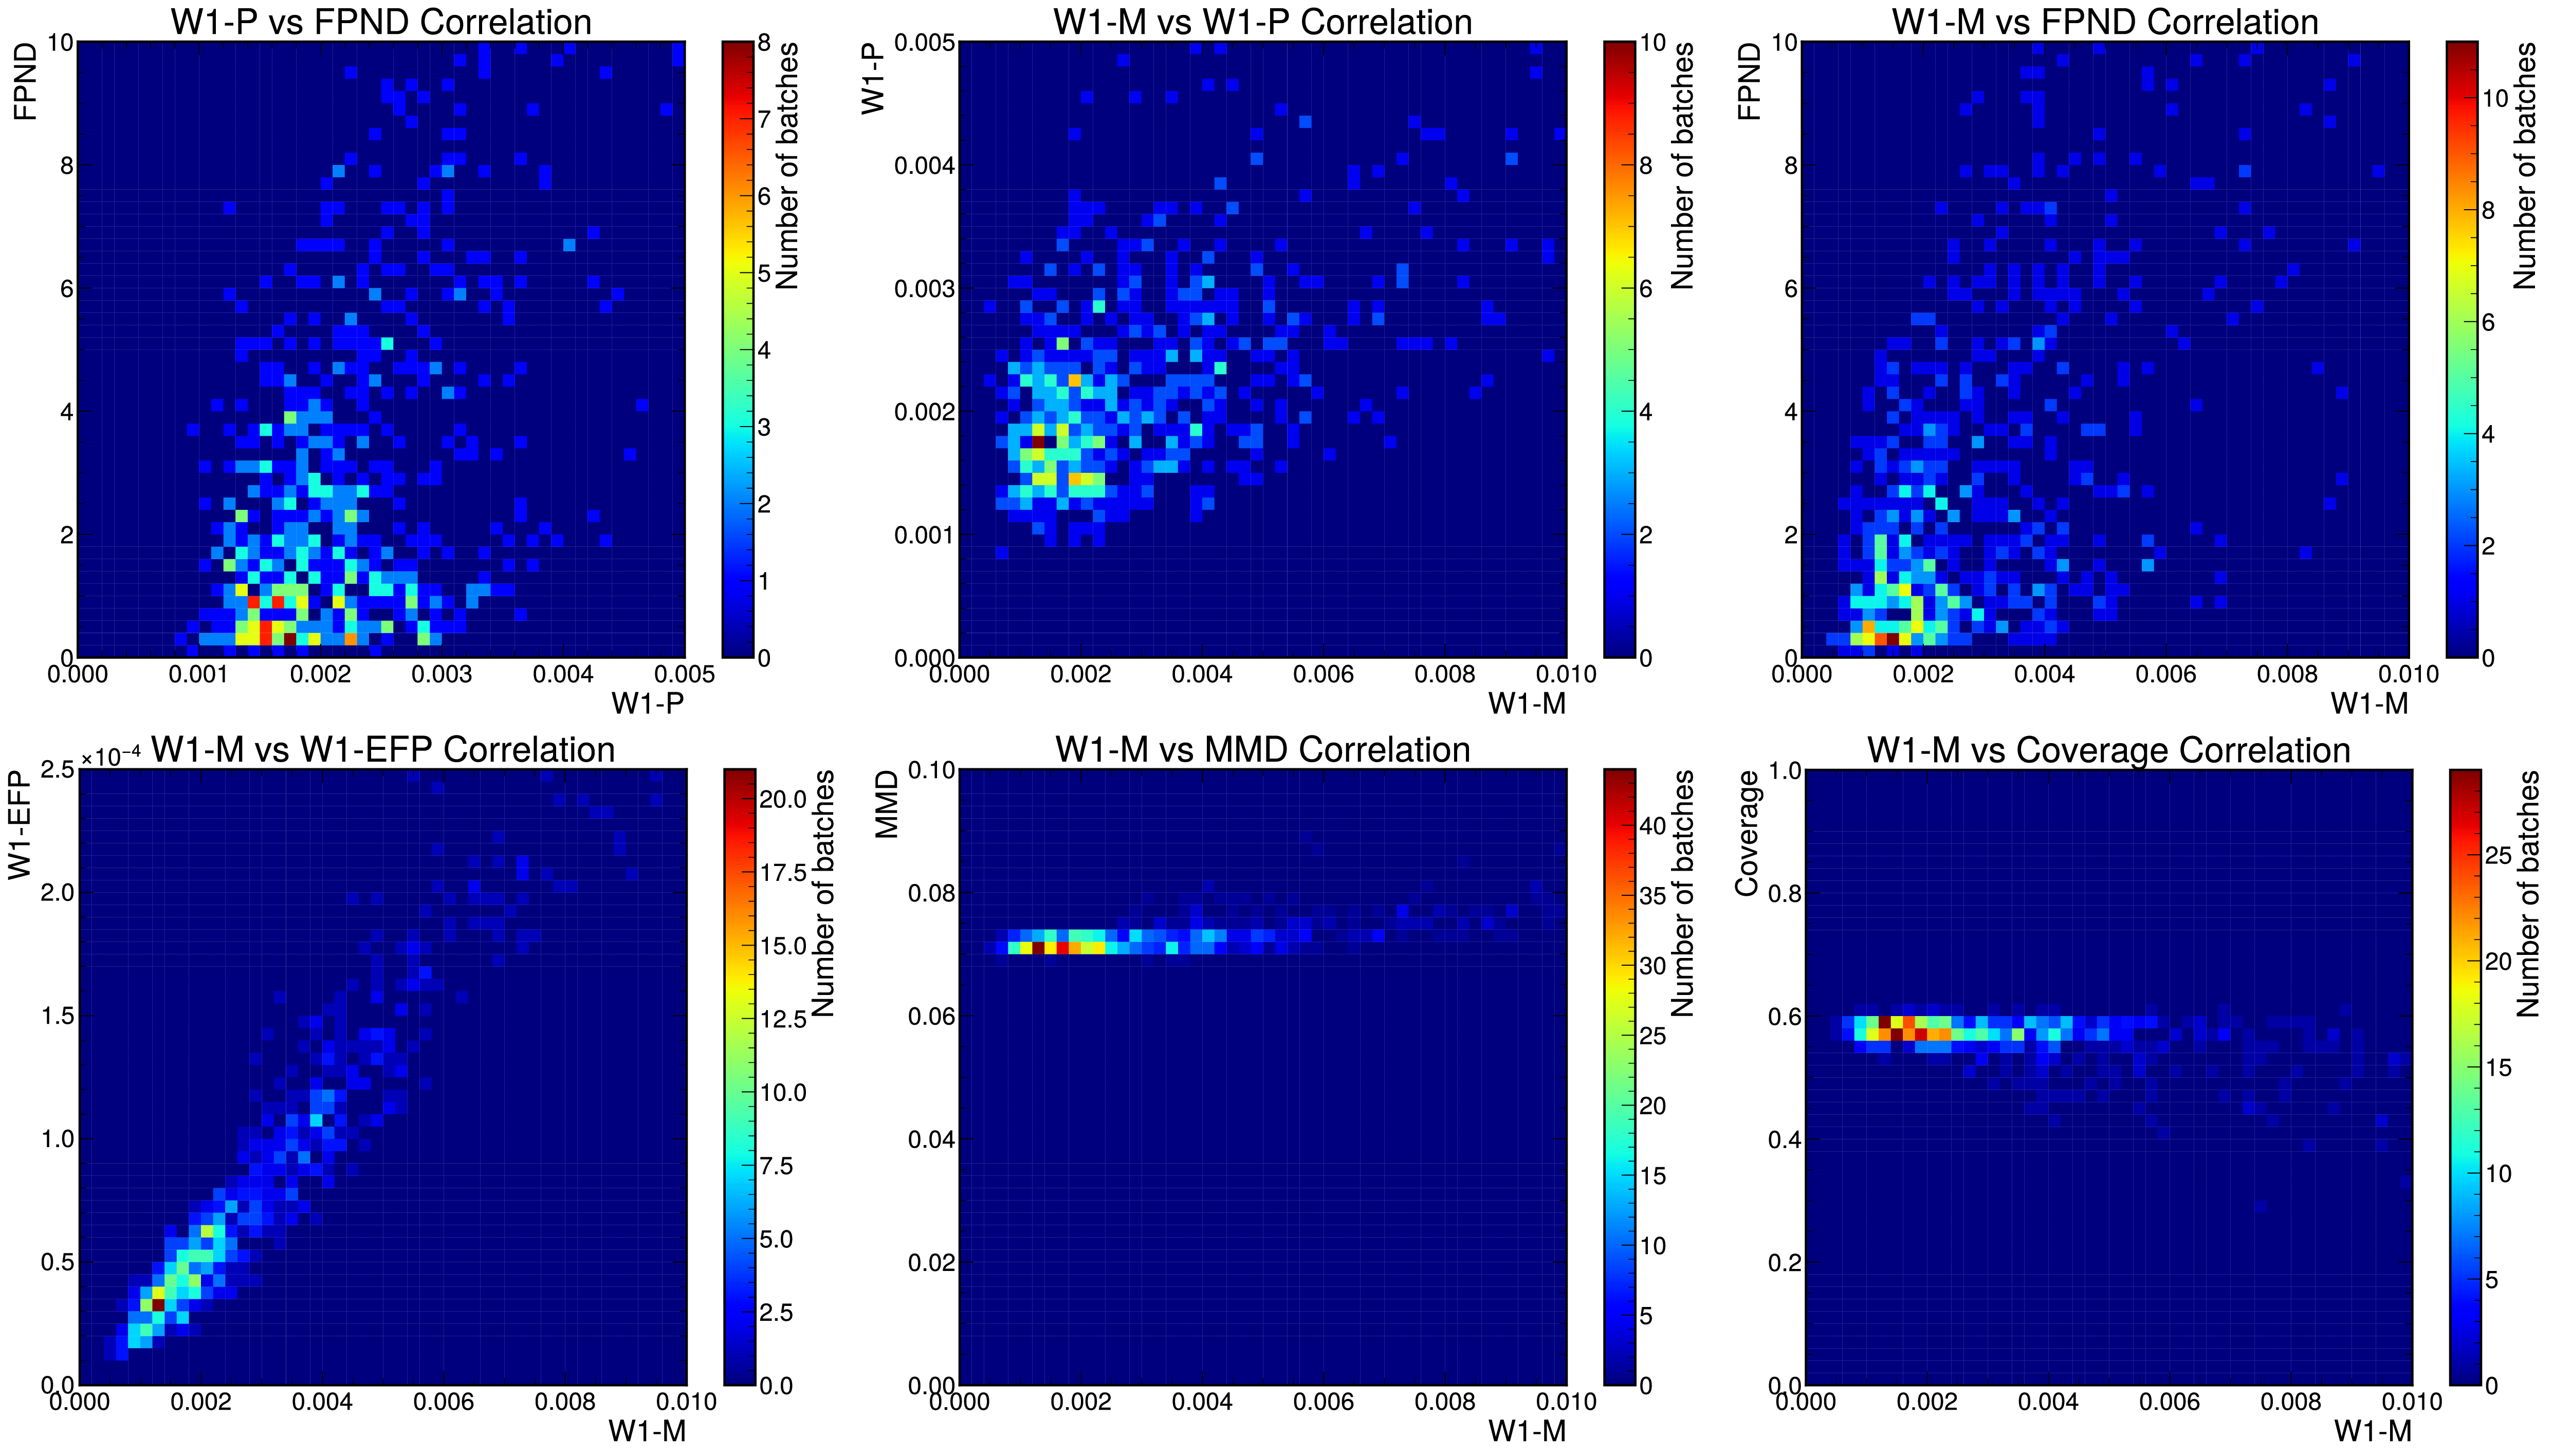 W1-P vs FPND Correlation
FPND
10
8
6
4
2
0
0.000 0.001 0.002 0.003 0.004 0.005
W1-P
8
7
6
5
4
3
2
1
0
Number of batches
W1-M vs W1-P Correlation
W1-P
0.005
0.004
0.003
0.002
0.001
0.000
0.000 0.002 0.004 0.006 0.008 0.010
W1-M
10
8
6
4
2
0
Number of batches
W1-M vs FPND Correlation
FPND
10
8
6
4
2
0
0.000 0.002 0.004 0.006 0.008 0.010
W1-M
10
8
6
4
2
0
Number of batches
W1-M vs W1-EFP Correlation
×10⁻⁴
W1-EFP
2.5
2.0
1.5
1.0
0.5
0.0
0.000 0.002 0.004 0.006 0.008 0.010
W1-M
20.0
17.5
15.0
12.5
10.0
7.5
5.0
2.5
0.0
Number of batches
W1-M vs MMD Correlation
MMD
0.10
0.08
0.06
0.04
0.02
0.00
0.000 0.002 0.004 0.006 0.008 0.010
W1-M
40
35
30
25
20
15
10
5
0
Number of batches
W1-M vs Coverage Correlation
Coverage
1.0
0.8
0.6
0.4
0.2
0.0
0.000 0.002 0.004 0.006 0.008 0.010
W1-M
25
20
15
10
5
0
Number of batches